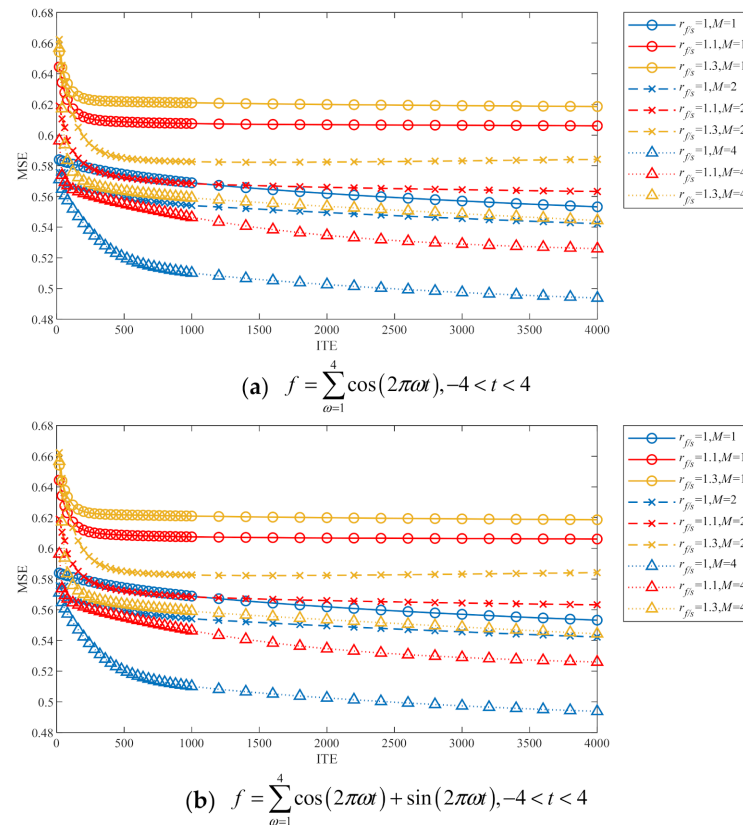 0.68
0.66
0.64
0.62
0.6
0.58
0.56
0.54
0.52
0.5
0.48
MSE
0 500 1000 1500 2000 2500 3000 3500 4000
ITE
r_{f/s}=1,M=1
r_{f/s}=1.1,M=1
r_{f/s}=1.3,M=1
r_{f/s}=1,M=2
r_{f/s}=1.1,M=2
r_{f/s}=1.3,M=2
r_{f/s}=1,M=4
r_{f/s}=1.1,M=4
r_{f/s}=1.3,M=4
(a) f = \sum_{ω=1}^{4} cos(2πωt), −4 < t < 4
0.68
0.66
0.64
0.62
0.6
0.58
0.56
0.54
0.52
0.5
0.48
MSE
0 500 1000 1500 2000 2500 3000 3500 4000
ITE
r_{f/s}=1,M=1
r_{f/s}=1.1,M=1
r_{f/s}=1.3,M=1
r_{f/s}=1,M=2
r_{f/s}=1.1,M=2
r_{f/s}=1.3,M=2
r_{f/s}=1,M=4
r_{f/s}=1.1,M=4
r_{f/s}=1.3,M=4
(b) f = \sum_{ω=1}^{4} cos(2πωt) + sin(2πωt), −4 < t < 4